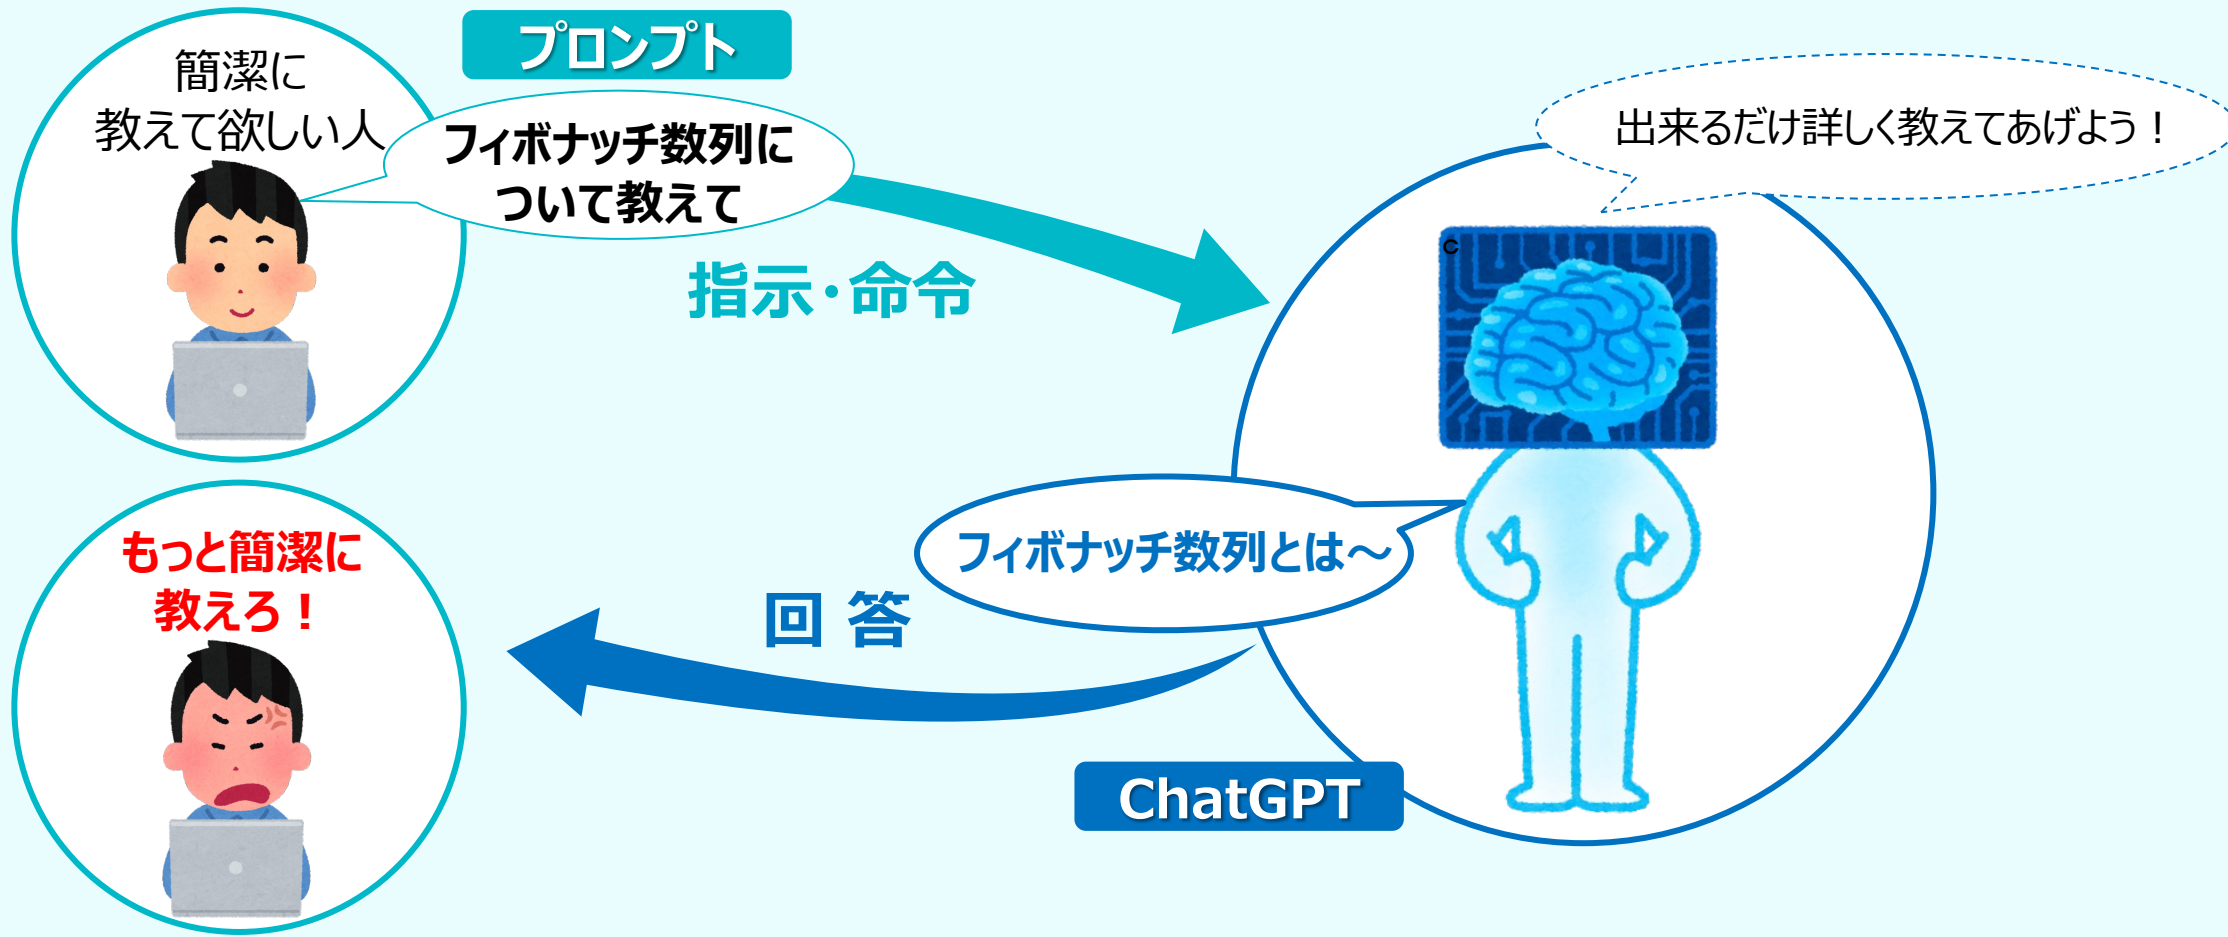 プロンプト
簡潔に
教えて欲しい人
フィボナッチ数列に
ついて教えて
出来るだけ詳しく教えてあげよう！
指示・命令
c
フィボナッチ数列とは～
もっと簡潔に
教えろ！
回 答
ChatGPT